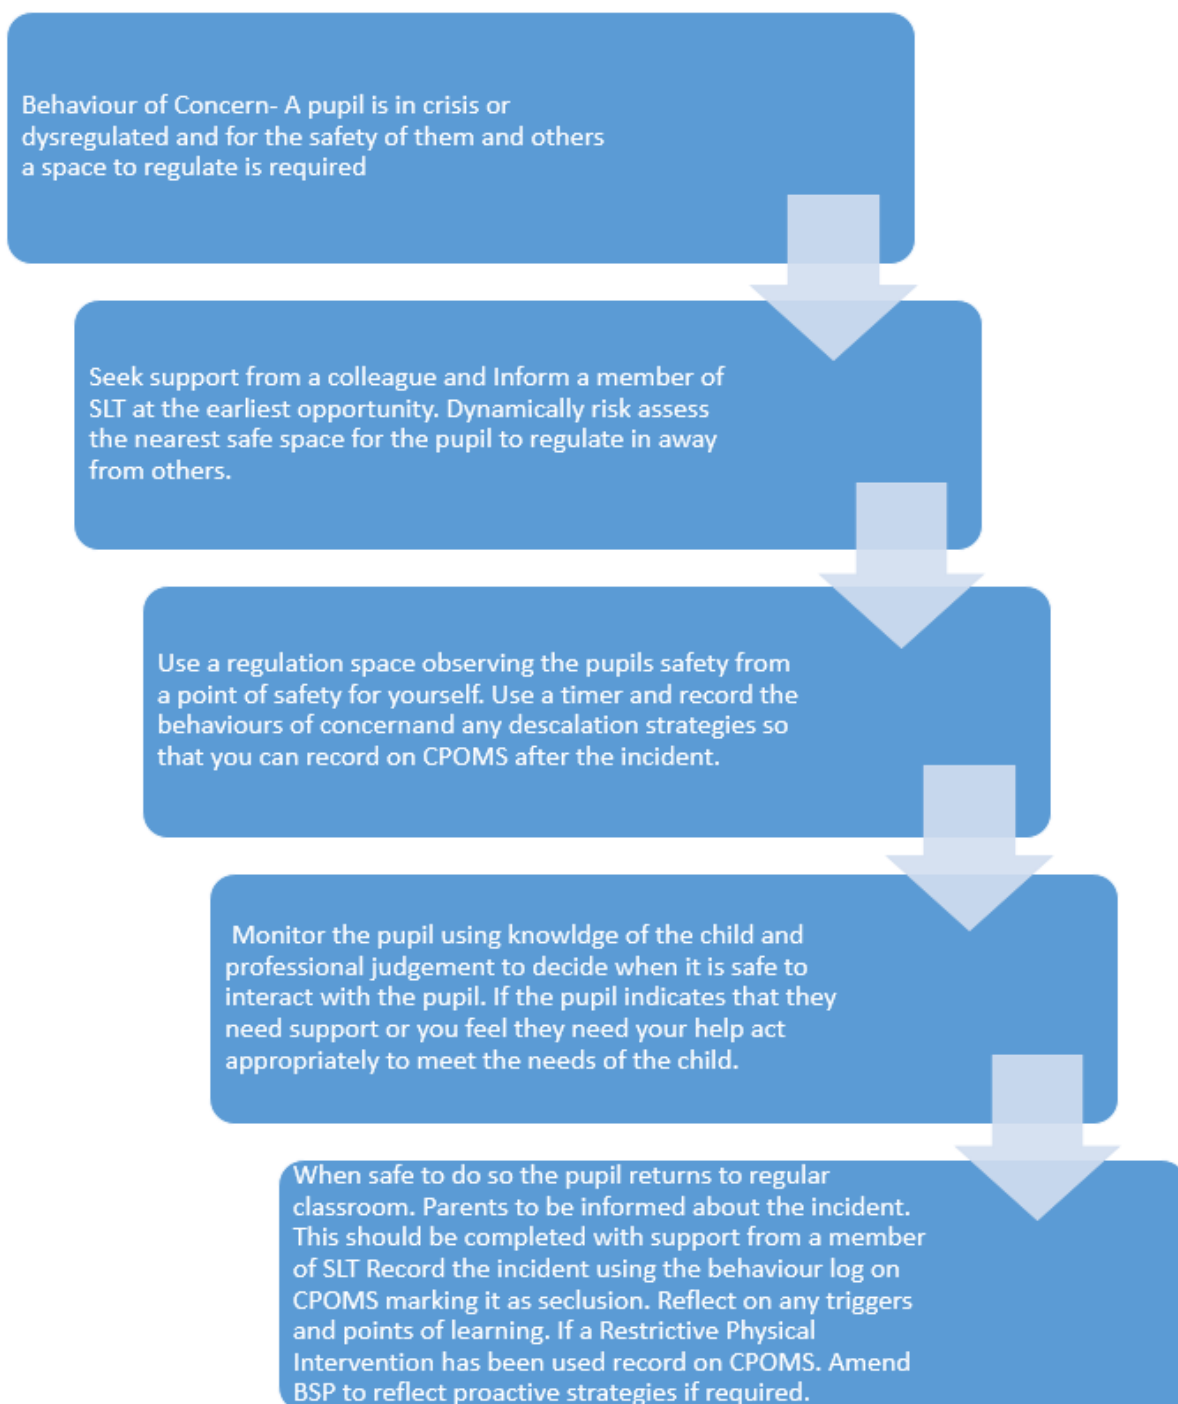 Behaviour of Concern- A pupil is in crisis or
dysregulated and for the safety of them and others
a space to regulate is required
Seek support from a colleague and Inform a member of
SLT at the earliest opportunity. Dynamically risk assess
the nearest safe space for the pupil to regulate in away
from others.
Use a regulation space observing the pupils safety from
a point of safety for yourself. Use a timer and record the
behaviours of concernand any descalation strategies so
that you can record on CPOMS after the incident.
Monitor the pupil using knowldge of the child and
professional judgement to decide when it is safe to
interact with the pupil. If the pupil indicates that they
need support or you feel they need your help act
appropriately to meet the needs of the child.
When safe to do so the pupil returns to regular
classroom. Parents to be informed about the incident.
This should be completed with support from a member
of SLT Record the incident using the behaviour log on
CPOMS marking it as seclusion. Reflect on any triggers
and points of learning. If a Restrictive Physical
Intervention has been used record on CPOMS. Amend
BSP to reflect proactive strategies if required.